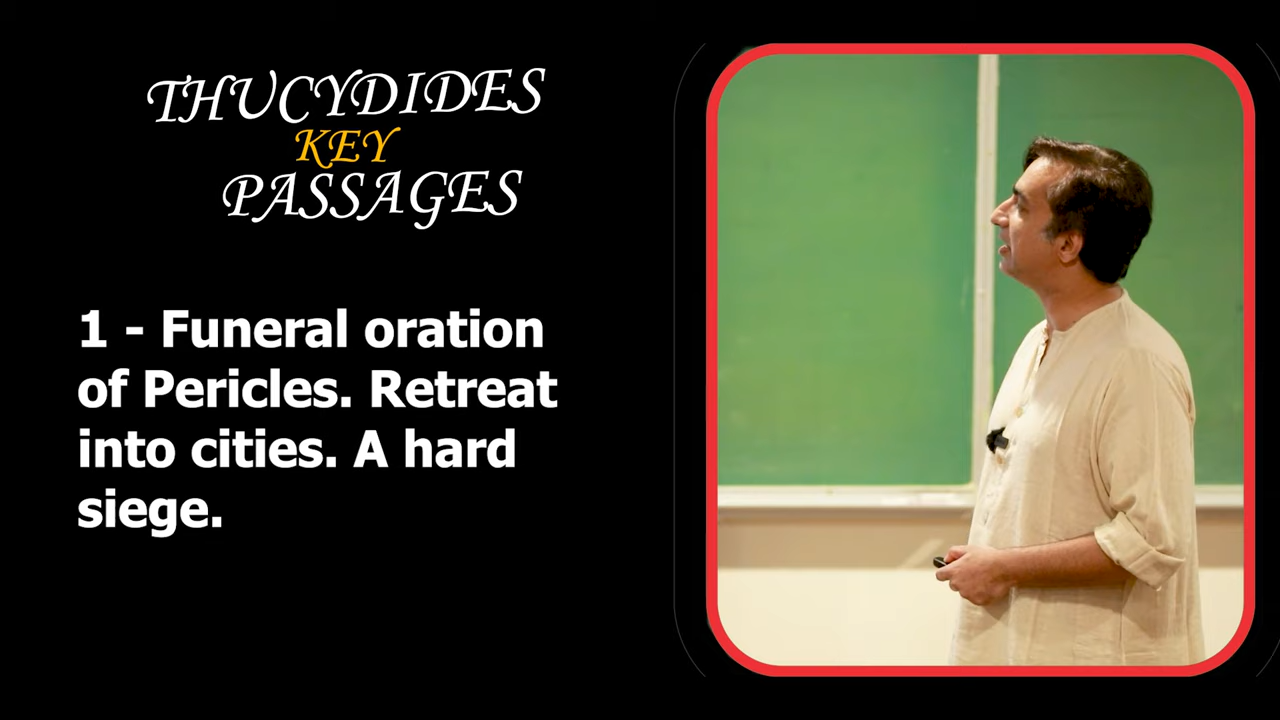 THUCYDIDES
KEY
PASSAGES
1 - Funeral oration
of Pericles. Retreat
into cities. A hard
siege.